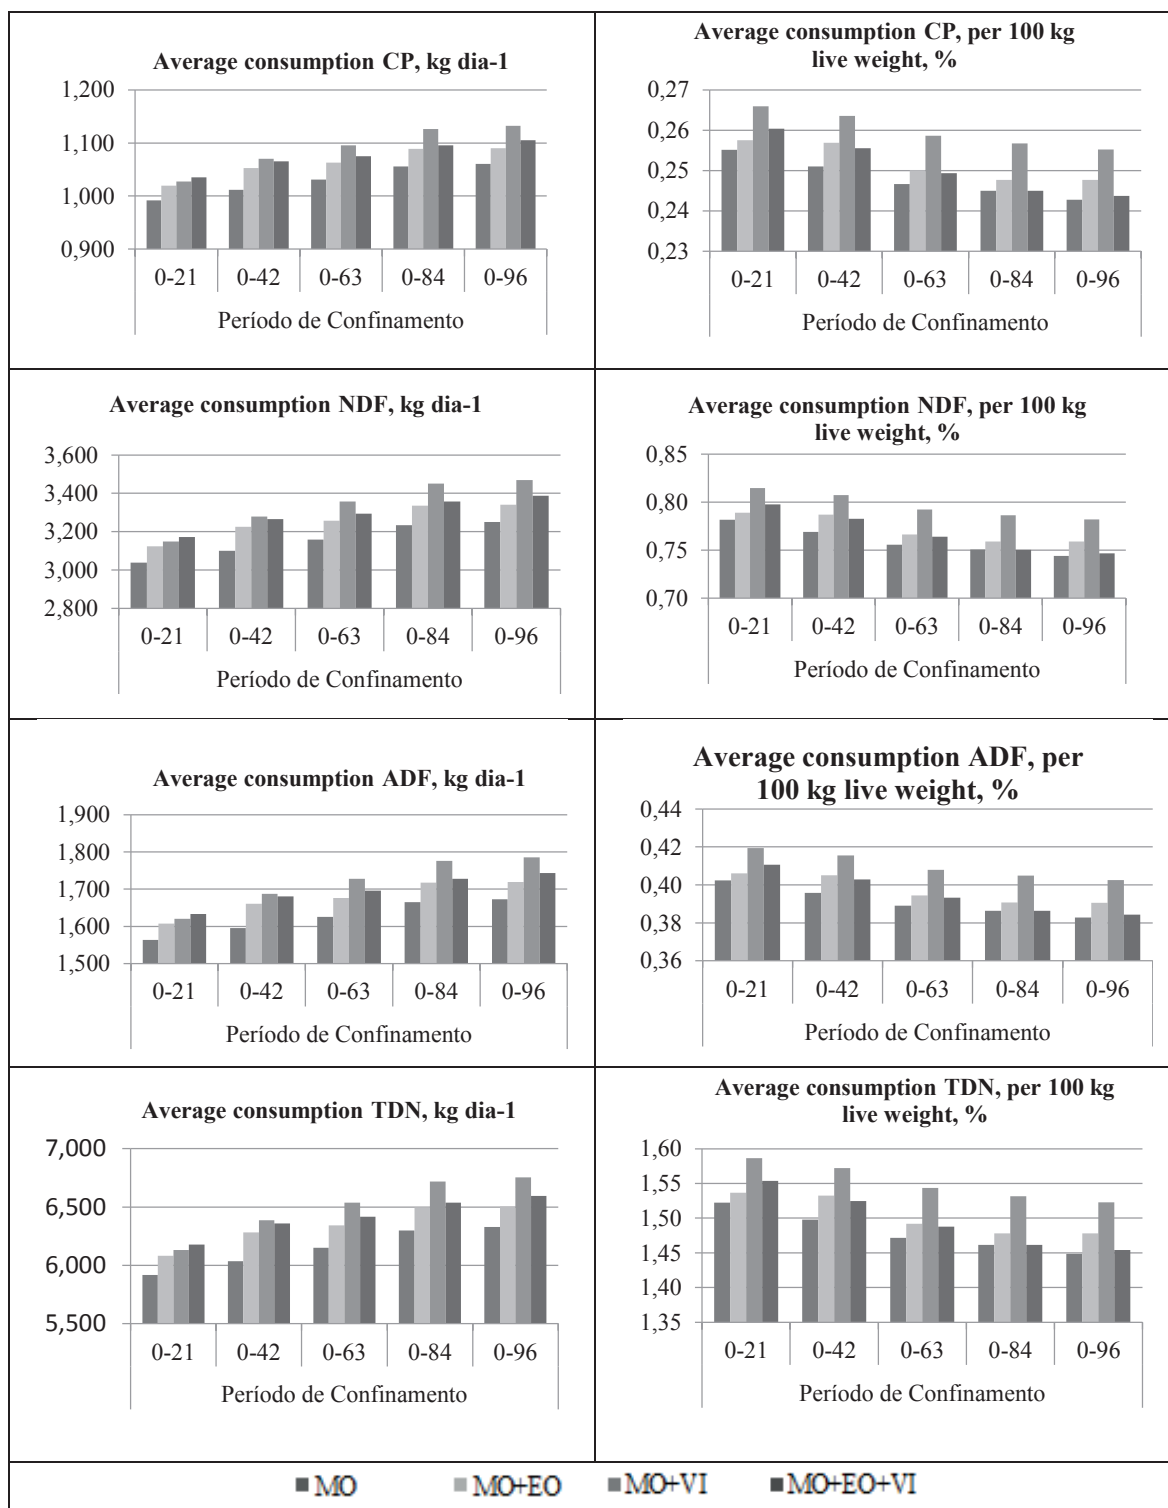 Average consumption CP, kg dia-1
1,200
1,100
1,000
0,900
0-21 0-42 0-63 0-84 0-96
Período de Confinamento
Average consumption CP, per 100 kg
live weight, %
0,27
0,26
0,25
0,24
0,23
0-21 0-42 0-63 0-84 0-96
Período de Confinamento
Average consumption NDF, kg dia-1
3,600
3,400
3,200
3,000
2,800
0-21 0-42 0-63 0-84 0-96
Período de Confinamento
Average consumption NDF, per 100 kg
live weight, %
0,85
0,80
0,75
0,70
0-21 0-42 0-63 0-84 0-96
Período de Confinamento
Average consumption ADF, kg dia-1
1,900
1,800
1,700
1,600
1,500
0-21 0-42 0-63 0-84 0-96
Período de Confinamento
Average consumption ADF, per
100 kg live weight, %
0,44
0,42
0,40
0,38
0,36
0-21 0-42 0-63 0-84 0-96
Período de Confinamento
Average consumption TDN, kg dia-1
7,000
6,500
6,000
5,500
0-21 0-42 0-63 0-84 0-96
Período de Confinamento
Average consumption TDN, per 100 kg
live weight, %
1,60
1,55
1,50
1,45
1,40
1,35
0-21 0-42 0-63 0-84 0-96
Período de Confinamento
MO MO+EO MO+VI MO+EO+VI